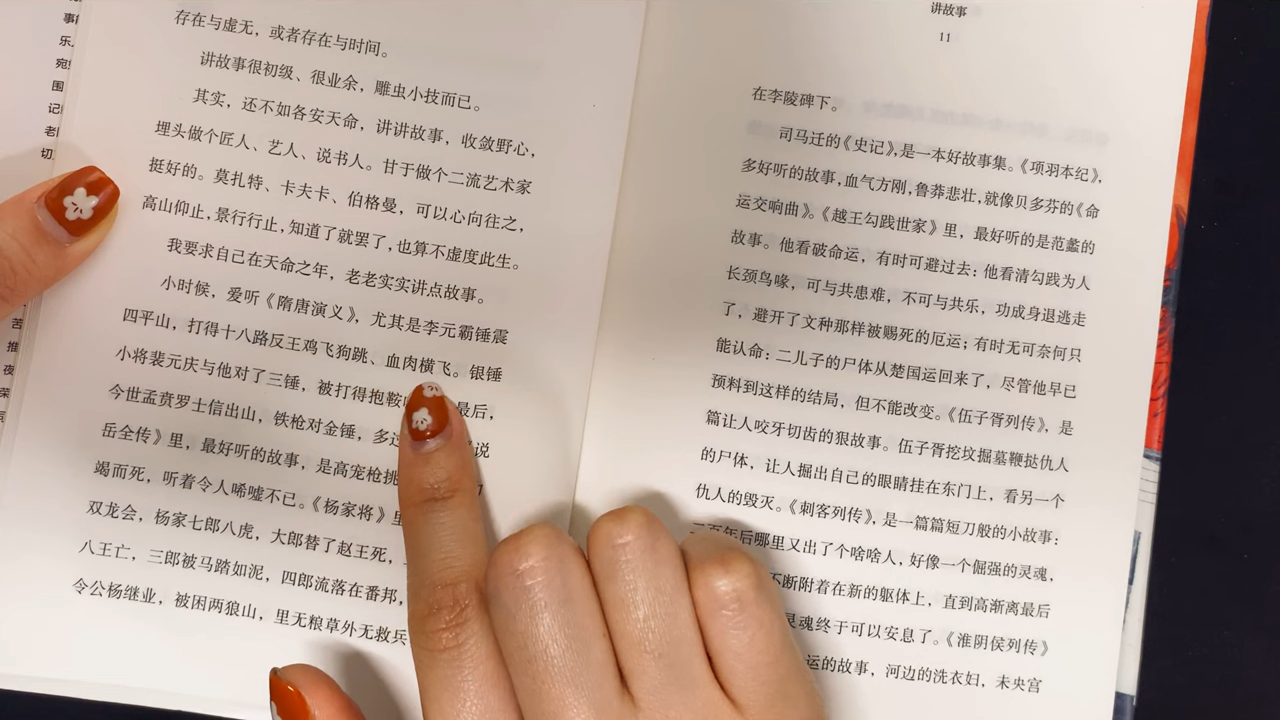 存在与虚无，或者存在与时间。
讲故事很初级、很业余，雕虫小技而已。
其实，还不如各安天命，讲讲故事，收敛野心，
埋头做个匠人、艺人、说书人。甘于做个二流艺术家
挺好的。莫扎特、卡夫卡、伯格曼，可以心向往之，
高山仰止，景行行止，知道了就罢了，也算不虚度此生。
我要求自己在天命之年，老老实实讲点故事。
小时候，爱听《隋唐演义》，尤其是李元霸锤震
四平山，打得十八路反王鸡飞狗跳、血肉横飞。银锤
小将裴元庆与他对了三锤，被打得抱鞍
最后，
今世孟贲罗士信出山，铁枪对金锤，多
说
岳全传》里，最好听的故事，是高宠枪挑
竭而死，听着令人唏嘘不已。《杨家将》里
双龙会，杨家七郎八虎，大郎替了赵王死，
八王亡，三郎被马踏如泥，四郎流落在番邦，
令公杨继业，被困两狼山，里无粮草外无救兵
讲故事
11
在李陵碑下。
司马迁的《史记》，是一本好故事集。《项羽本纪》，
多好听的故事，血气方刚，鲁莽悲壮，就像贝多芬的《命
运交响曲》。《越王勾践世家》里，最好听的是范蠡的
故事。他看破命运，有时可避过去：他看清勾践为人
长颈鸟喙，可与共患难，不可与共乐，功成身退逃走
了，避开了文种那样被赐死的厄运；有时无可奈何只
能认命：二儿子的尸体从楚国运回来了，尽管他早已
预料到这样的结局，但不能改变。《伍子胥列传》，是
篇让人咬牙切齿的狠故事。伍子胥挖坟掘墓鞭挞仇人
的尸体，让人掘出自己的眼睛挂在东门上，看另一个
仇人的毁灭。《刺客列传》，是一篇篇短刀般的小故事：
百年后哪里又出了个啥啥人，好像一个倔强的灵魂，
不断附着在新的躯体上，直到高渐离最后
灵魂终于可以安息了。《淮阴侯列传》
运的故事，河边的洗衣妇，未央宫